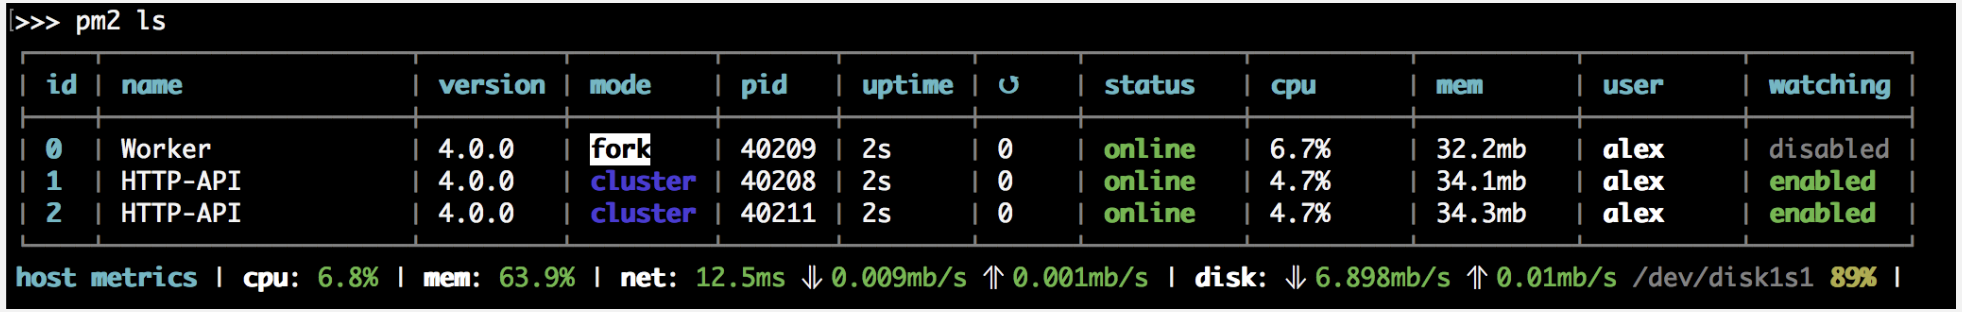 [>>> pm2 ls
id | name | version | mode | pid | uptime | ↺ | status | cpu | mem | user | watching
0 | Worker | 4.0.0 | fork | 40209 | 2s | 0 | online | 6.7% | 32.2mb | alex | disabled
1 | HTTP-API | 4.0.0 | cluster | 40208 | 2s | 0 | online | 4.7% | 34.1mb | alex | enabled
2 | HTTP-API | 4.0.0 | cluster | 40211 | 2s | 0 | online | 4.7% | 34.3mb | alex | enabled
host metrics | cpu: 6.8% | mem: 63.9% | net: 12.5ms ⇓ 0.009mb/s ⇑ 0.001mb/s | disk: ⇓ 6.898mb/s ⇑ 0.01mb/s /dev/disk1s1 89% |